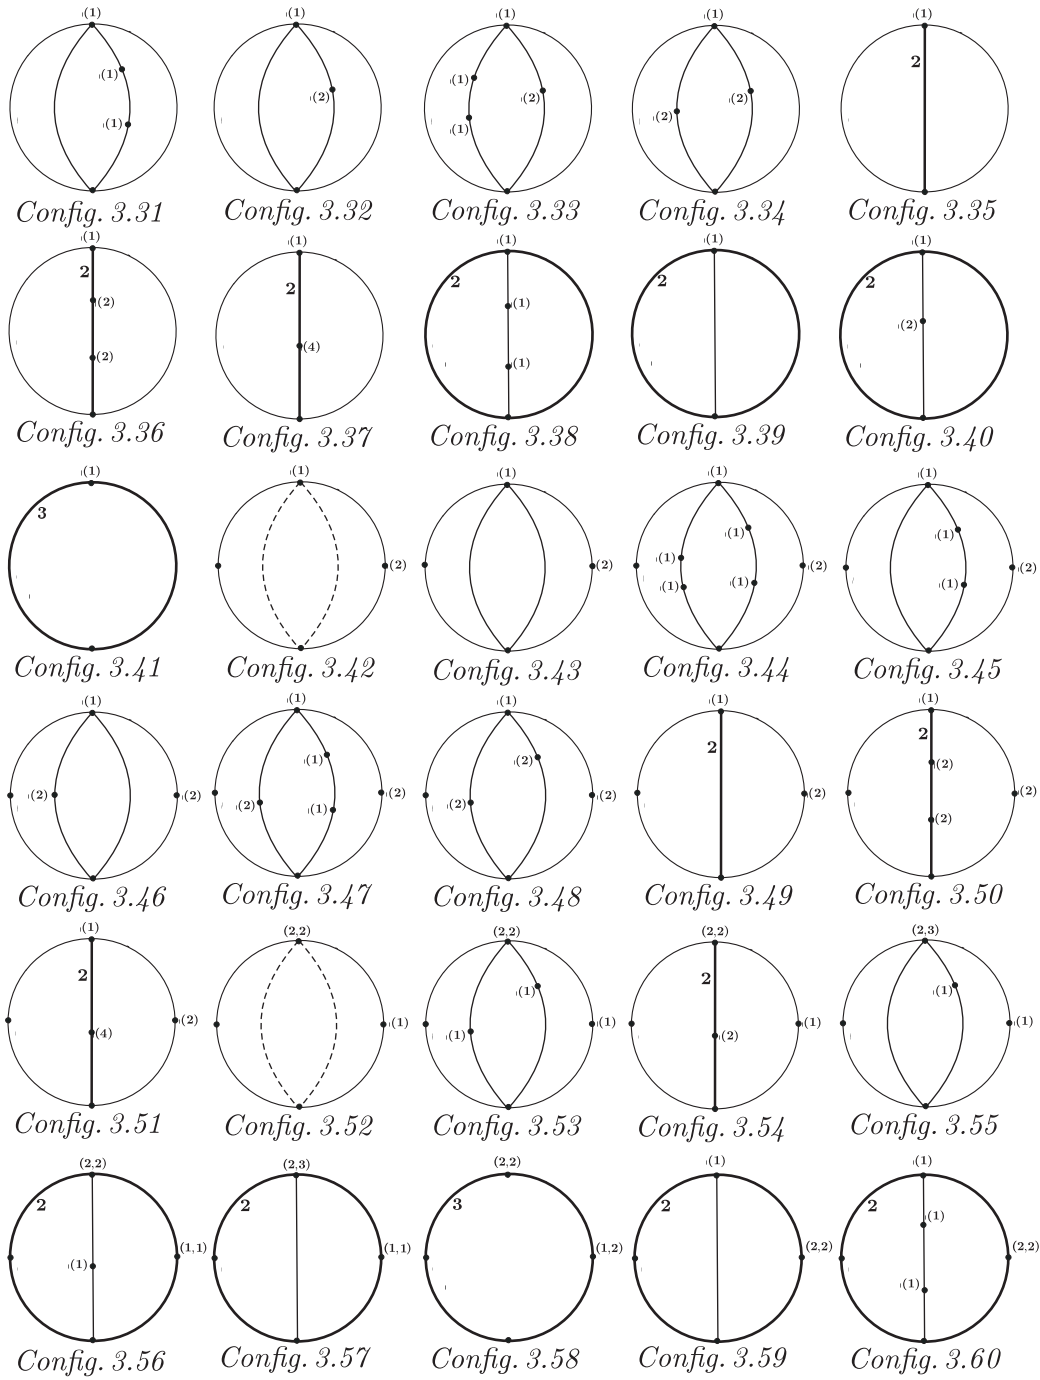 (1) (1) (1) (1) (1)
2
(1) (2) (1) (2) (2) (2)
(1) (1)
Config. 3.31 Config. 3.32 Config. 3.33 Config. 3.34 Config. 3.35
(1) (1) (1) (1) (1)
2 2 2 2 2
(2) (4) (1) (2)
(2) (1)
Config. 3.36 Config. 3.37 Config. 3.38 Config. 3.39 Config. 3.40
(1) (1) (1) (1) (1)
3
(1) (1)
(2) (2) (1) (2) (2)
(1) (1) (1)
Config. 3.41 Config. 3.42 Config. 3.43 Config. 3.44 Config. 3.45
(1) (1) (1) (1) (1)
2 2
(1) (2) (2)
(2) (2) (2) (2) (2) (2) (2) (2)
(1) (2)
Config. 3.46 Config. 3.47 Config. 3.48 Config. 3.49 Config. 3.50
(1) (2,2) (2,2) (2,2) (2,3)
2 2
(1) (1)
(2) (1) (1) (1) (1)
(4) (1) (2)
Config. 3.51 Config. 3.52 Config. 3.53 Config. 3.54 Config. 3.55
(2,2) (2,3) (2,2) (1) (1)
2 2 3 2 2
(1)
(1,1) (1,1) (1,2) (2,2) (2,2)
(1) (1)
Config. 3.56 Config. 3.57 Config. 3.58 Config. 3.59 Config. 3.60